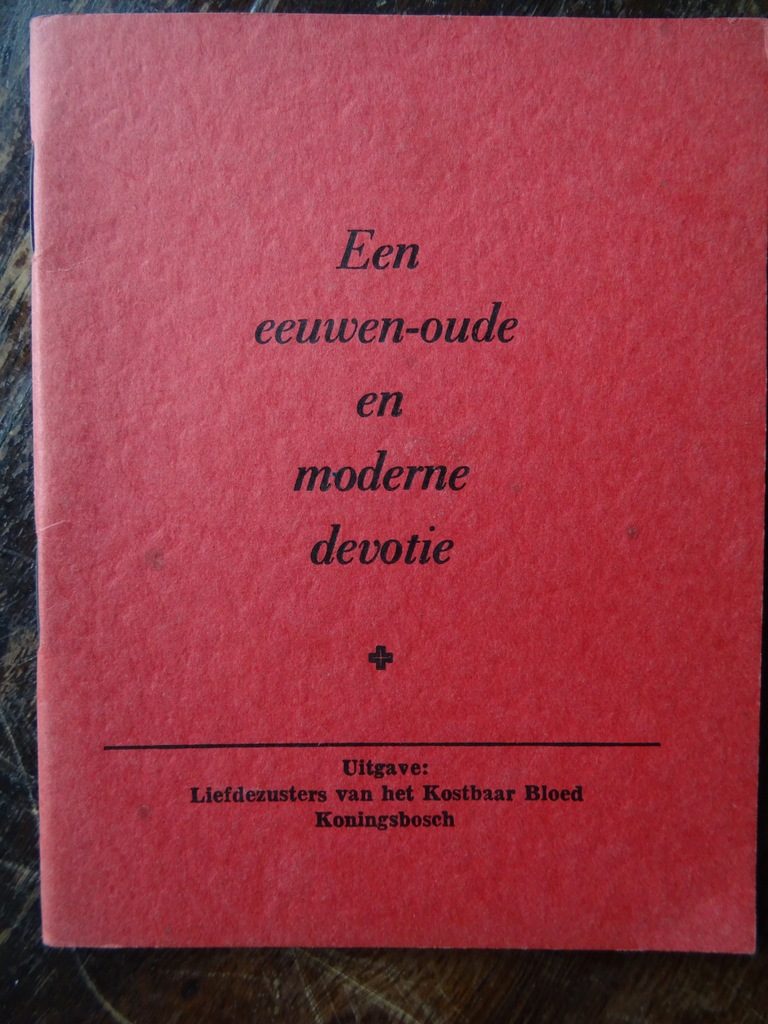 Een
eeuwen-oude
en
moderne
devotie
Uitgave:
Liefdezusters van het Kostbaar Bloed
Koningsbosch